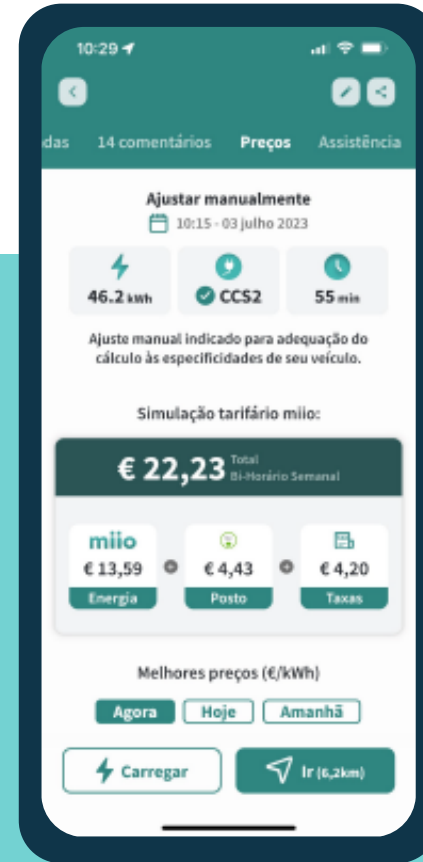 10:29
das 14 comentários Preços Assistência
Ajustar manualmente
10:15 - 03 julho 2023
46.2 kWh CCS2 55 min
Ajuste manual indicado para adequação do
cálculo às especificidades de seu veículo.
Simulação tarifário miio:
€ 22,23 Total
Bi-Horário Semanal
miio
€ 13,59 € 4,43 € 4,20
Energia Posto Taxas
Melhores preços (€/kWh)
Agora Hoje Amanhã
Carregar Ir (6,2km)